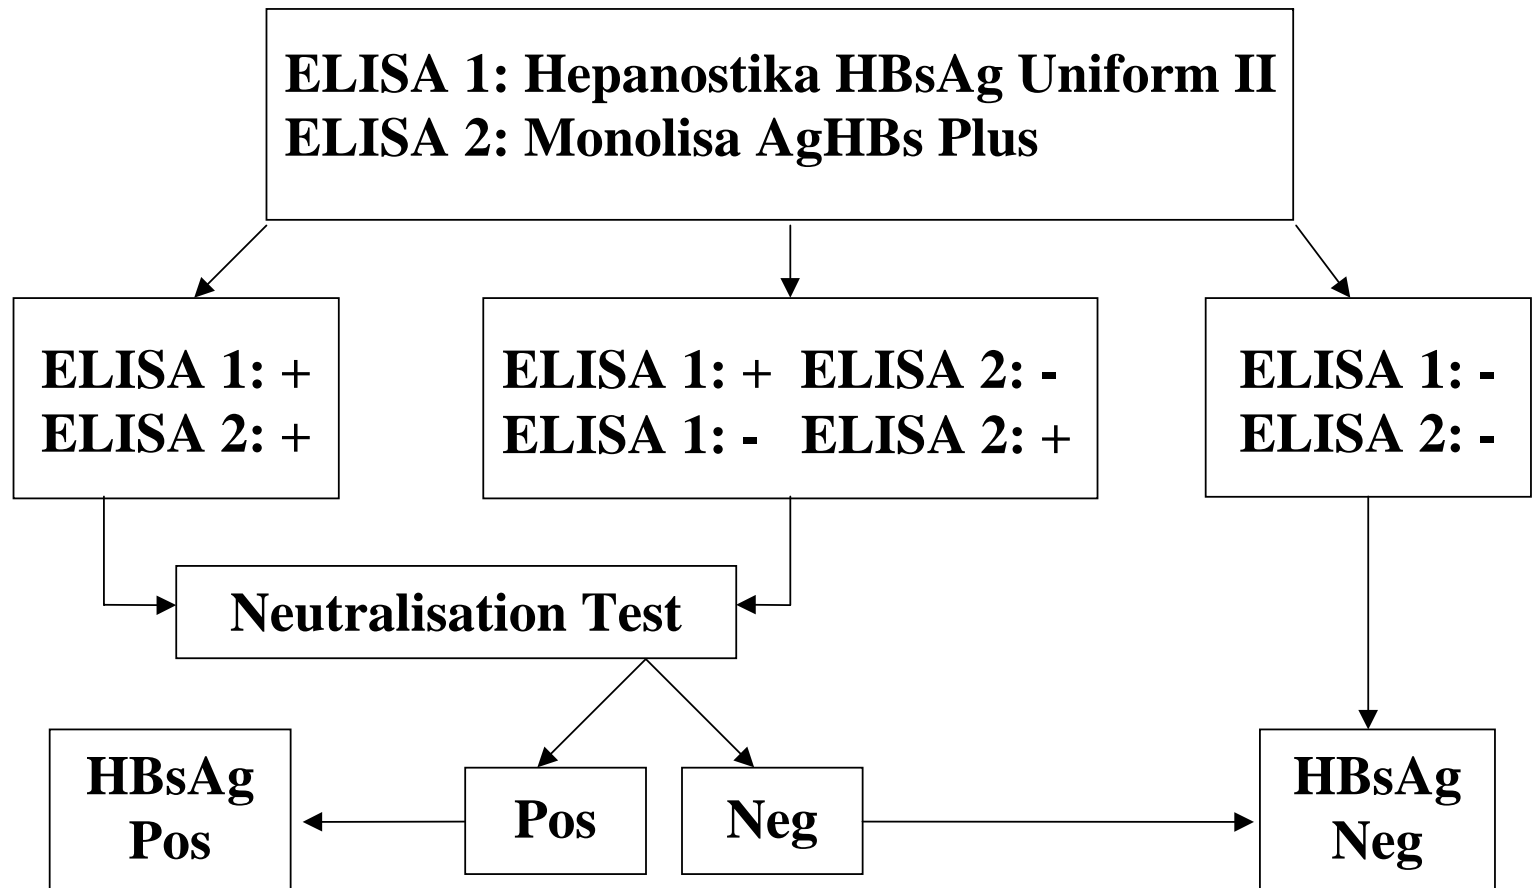 ELISA 1: Hepanostika HBsAg Uniform II
ELISA 2: Monolisa AgHBs Plus
ELISA 1: +
ELISA 2: +
ELISA 1: + ELISA 2: -
ELISA 1: - ELISA 2: +
ELISA 1: -
ELISA 2: -
Neutralisation Test
HBsAg
Pos
Pos
Neg
HBsAg
Neg